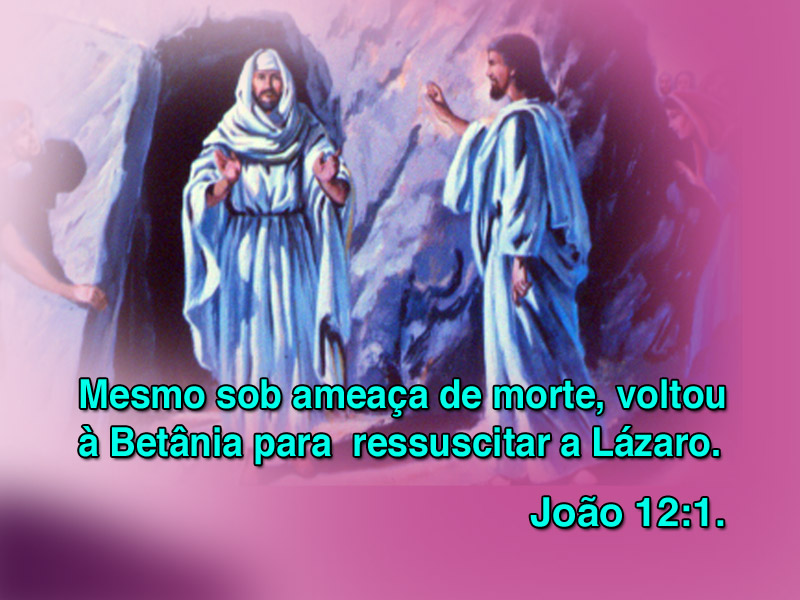 Mesmo sob ameaça de morte, voltou
à Betânia para  ressuscitar a Lázaro.
João 12:1.